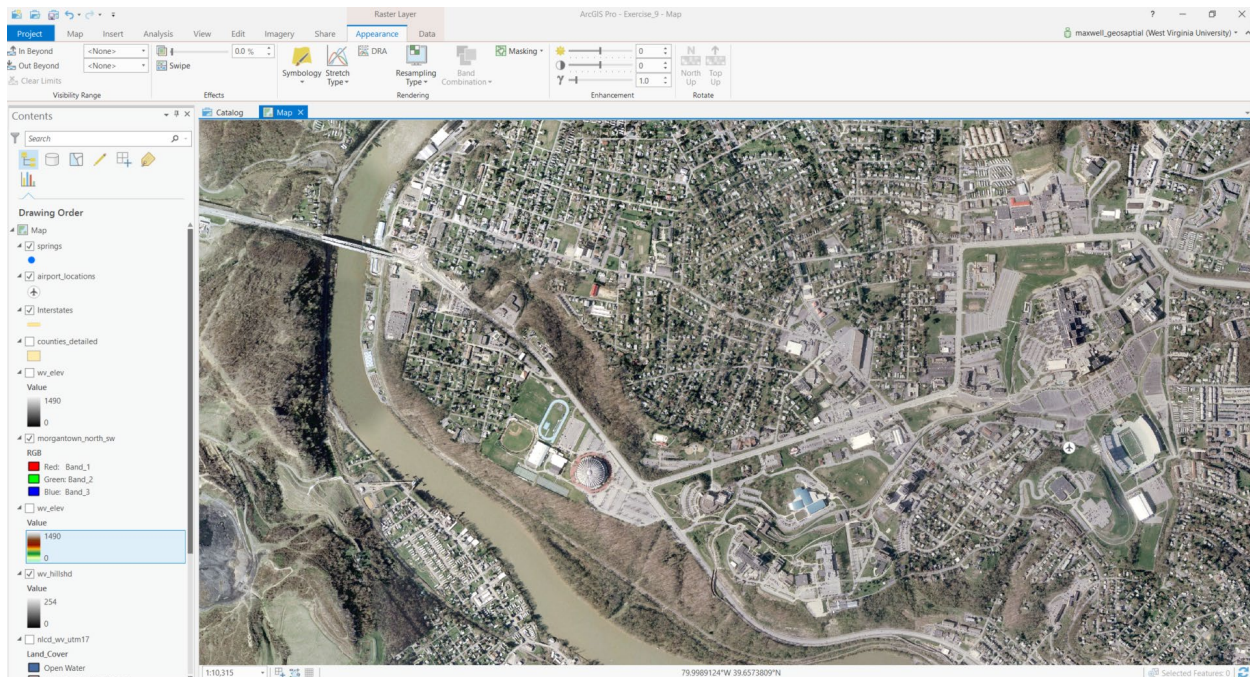 Raster Layer
ArcGIS Pro - Exercise_9 - Map
?
Project Map Insert Analysis View Edit Imagery Share Appearance Data
maxwell_geosaptial (West Virginia University)
In Beyond <None>
Out Beyond <None>
Clear Limits
Visibility Range
0.0 %
Swipe
Effects
Symbology
Stretch
Type
DRA
Resampling
Type
Band
Combination
Masking
Rendering
0
0
1.0
Enhancement
North
Up
Top
Up
Rotate
Contents
Search
Catalog Map
Drawing Order
Map
springs
airport_locations
Interstates
counties_detailed
wv_elev
Value
1490
0
morgantown_north_sw
RGB
Red: Band_1
Green: Band_2
Blue: Band_3
wv_elev
Value
1490
0
wv_hillshd
Value
254
0
nlcd_wv_utm17
Land_Cover
Open Water
1:10,315
79.9989124°W 39.6573809°N
Selected Features: 0